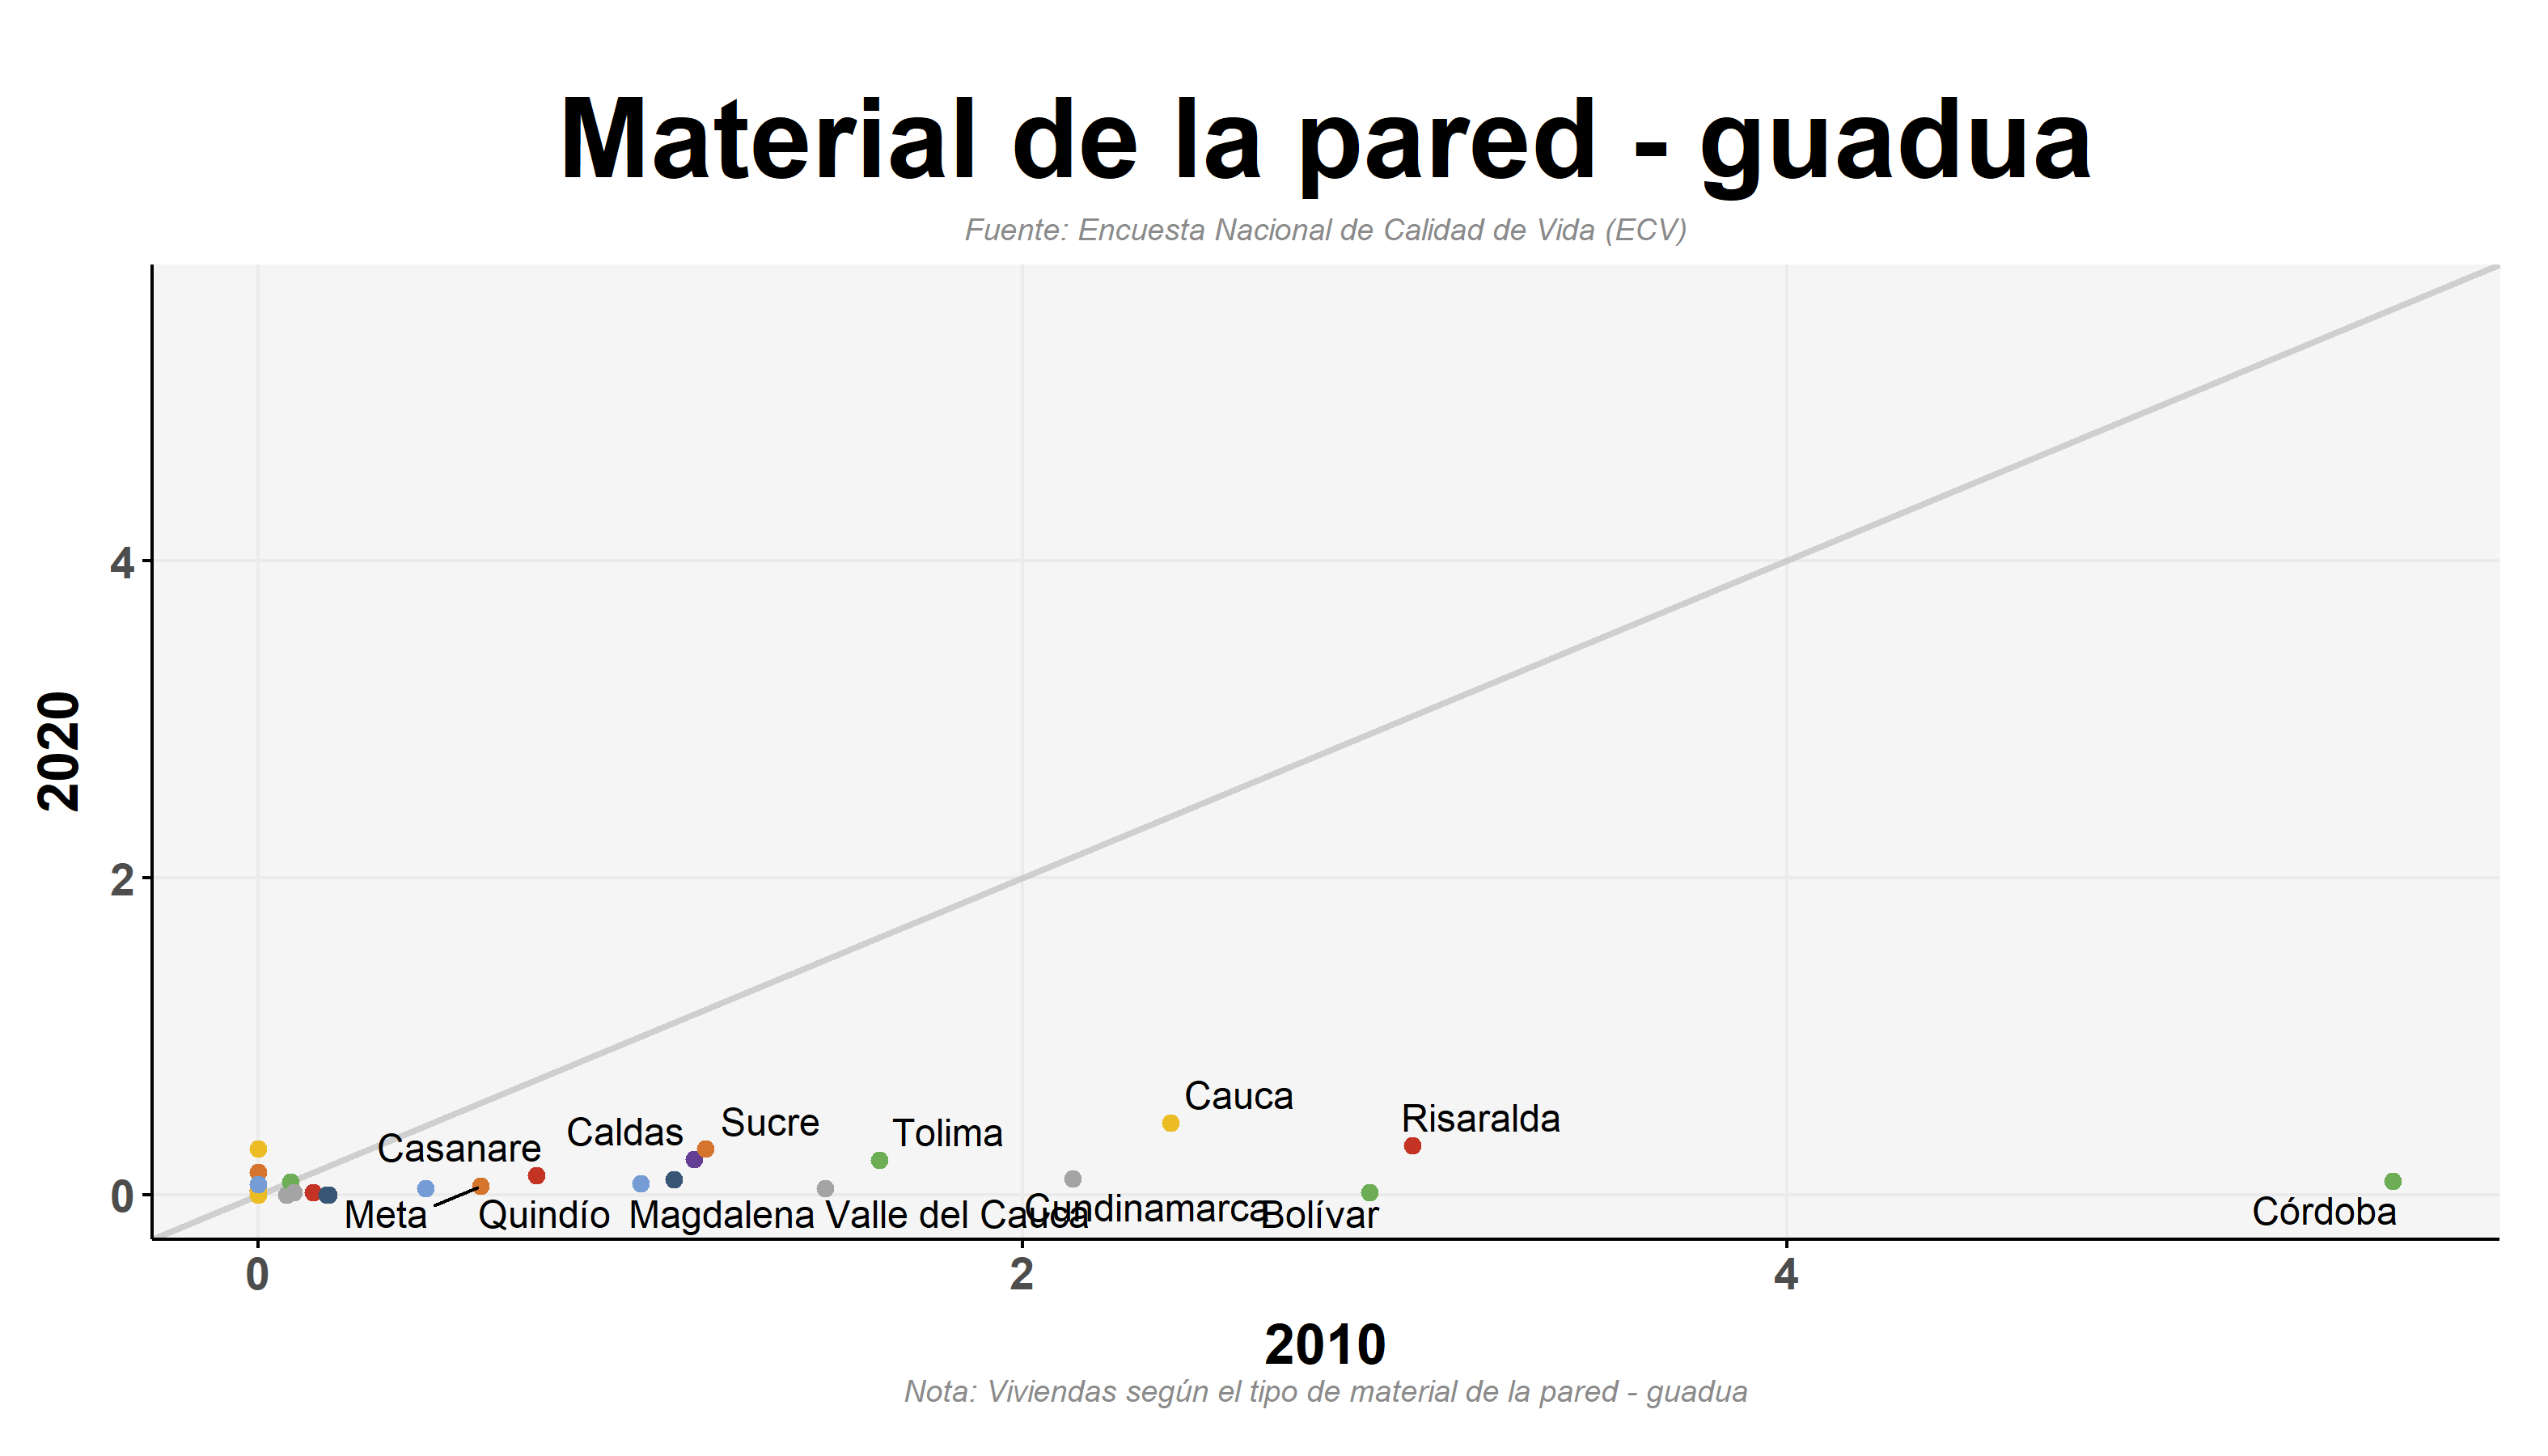 Material de la pared - guadua
Fuente: Encuesta Nacional de Calidad de Vida (ECV)
2020
4
2
0
Cauca
Risaralda
Sucre
Caldas
Tolima
Casanare
Córdoba
Meta
Quindío
Magdalena
Valle del Cauca
Cundinamarca
Bolívar
0
2
4
2010
Nota: Viviendas según el tipo de material de la pared - guadua